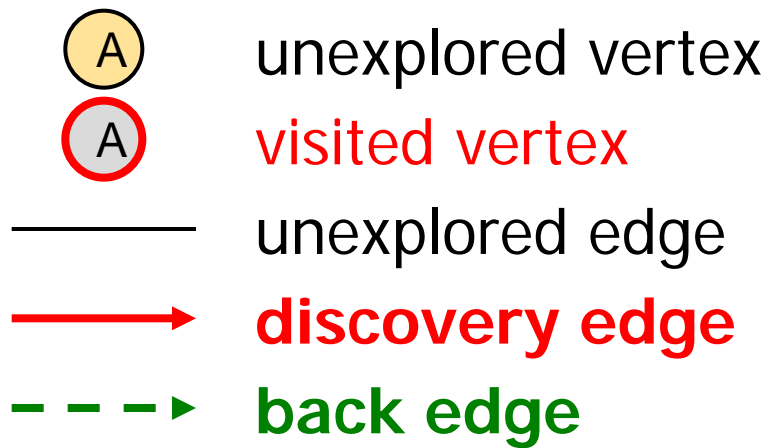 A unexplored vertex
A visited vertex
unexplored edge
discovery edge
back edge